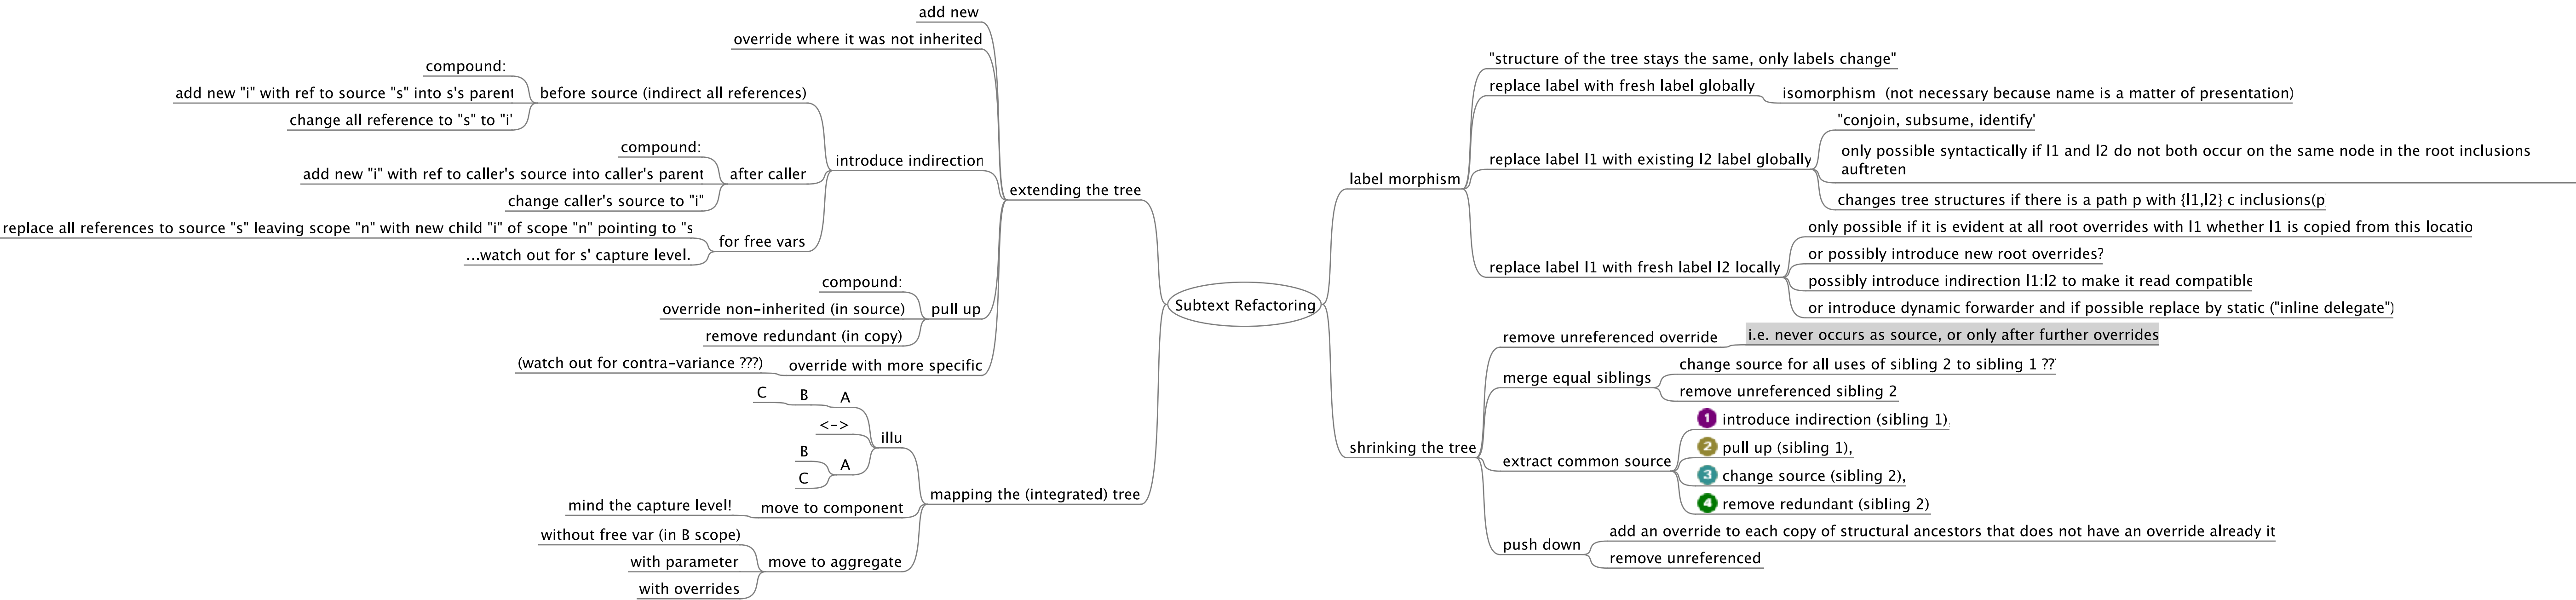 Subtext Refactoring
extending the tree
add new
override where it was not inherited
introduce indirection
before source (indirect all references)
compound:
add new "i" with ref to source "s" into s's parent
change all reference to "s" to "i'
after caller
compound:
add new "i" with ref to caller's source into caller's parent
change caller's source to "i"
for free vars
replace all references to source "s" leaving scope "n" with new child "i" of scope "n" pointing to "s
...watch out for s' capture level.
pull up
compound:
override non-inherited (in source)
remove redundant (in copy)
override with more specific
(watch out for contra-variance ???)
mapping the (integrated) tree
illu
A
B
C
<->
A
B
C
move to component
mind the capture level!
move to aggregate
without free var (in B scope)
with parameter
with overrides
label morphism
"structure of the tree stays the same, only labels change"
replace label with fresh label globally
isomorphism  (not necessary because name is a matter of presentation)
replace label l1 with existing l2 label globally
"conjoin, subsume, identify'
only possible syntactically if l1 and l2 do not both occur on the same node in the root inclusions
auftreten
changes tree structures if there is a path p with {l1,l2} c inclusions(p
replace label l1 with fresh label l2 locally
only possible if it is evident at all root overrides with l1 whether l1 is copied from this locatio
or possibly introduce new root overrides?
possibly introduce indirection l1:l2 to make it read compatible
or introduce dynamic forwarder and if possible replace by static ("inline delegate")
shrinking the tree
remove unreferenced override
i.e. never occurs as source, or only after further overrides
merge equal siblings
change source for all uses of sibling 2 to sibling 1 ??'
remove unreferenced sibling 2
extract common source
1 introduce indirection (sibling 1)
2 pull up (sibling 1),
3 change source (sibling 2),
4 remove redundant (sibling 2)
push down
add an override to each copy of structural ancestors that does not have an override already it
remove unreferenced